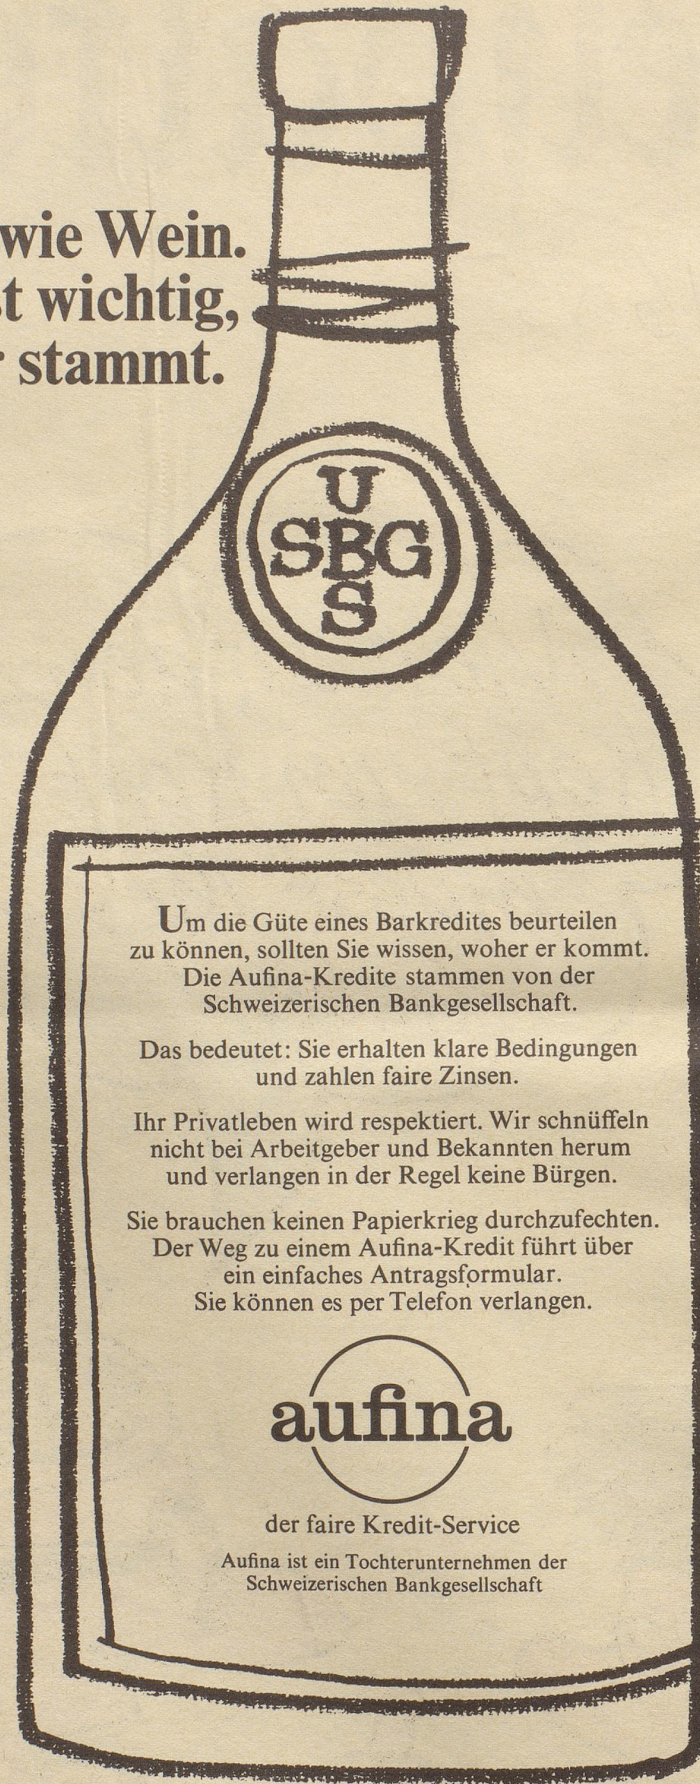 wie Wein.
st wichtig,
stammt.
U
SBG
S
Um die Güte eines Barkredites beurteilen
zu können, sollten Sie wissen, woher er kommt.
Die Aufina-Kredite stammen von der
Schweizerischen Bankgesellschaft.
Das bedeutet: Sie erhalten klare Bedingungen
und zahlen faire Zinsen.
Ihr Privatleben wird respektiert. Wir schnüffeln
nicht bei Arbeitgeber und Bekannten herum
und verlangen in der Regel keine Bürgen.
Sie brauchen keinen Papierkrieg durchzufechten.
Der Weg zu einem Aufina-Kredit führt über
ein einfaches Antragsformular.
Sie können es per Telefon verlangen.
aufina
der faire Kredit-Service
Aufina ist ein Tochterunternehmen der
Schweizerischen Bankgesellschaft